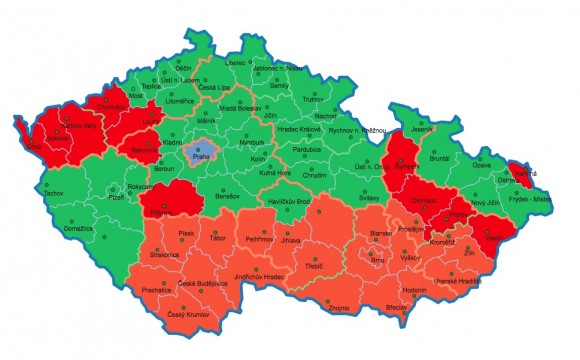 Děčín
Liberec
Jablonec n. Nisou
Ústí n. Labem
Teplice
Česká Lípa
Semily
Most
Litoměřice
Trutnov
Chomutov
Mladá Boleslav
Louny
Mělník
Jičín
Náchod
Karlovy Vary
Sokolov
Cheb
Jeseník
Kladno
Hradec Králové
Rychnov n. Kněžnou
Rakovník
Nymburk
Praha
Kolín
Pardubice
Bruntál
Beroun
Kutná Hora
Ústí n. Orlicí
Šumperk
Opava
Chrudim
Karviná
Ostrava
Tachov
Rokycany
Plzeň
Benešov
Havlíčkův Brod
Svitavy
Olomouc
Nový Jičín
Frýdek - Místek
Příbram
Přerov
Domažlice
Prostějov
Vsetín
Písek
Tábor
Pelhřimov
Jihlava
Blansko
Kroměříž
Strakonice
Třebíč
Brno
Vyškov
Zlín
Prachatice
České Budějovice
Jindřichův Hradec
Uherské Hradiště
Hodonín
Český Krumlov
Znojmo
Břeclav